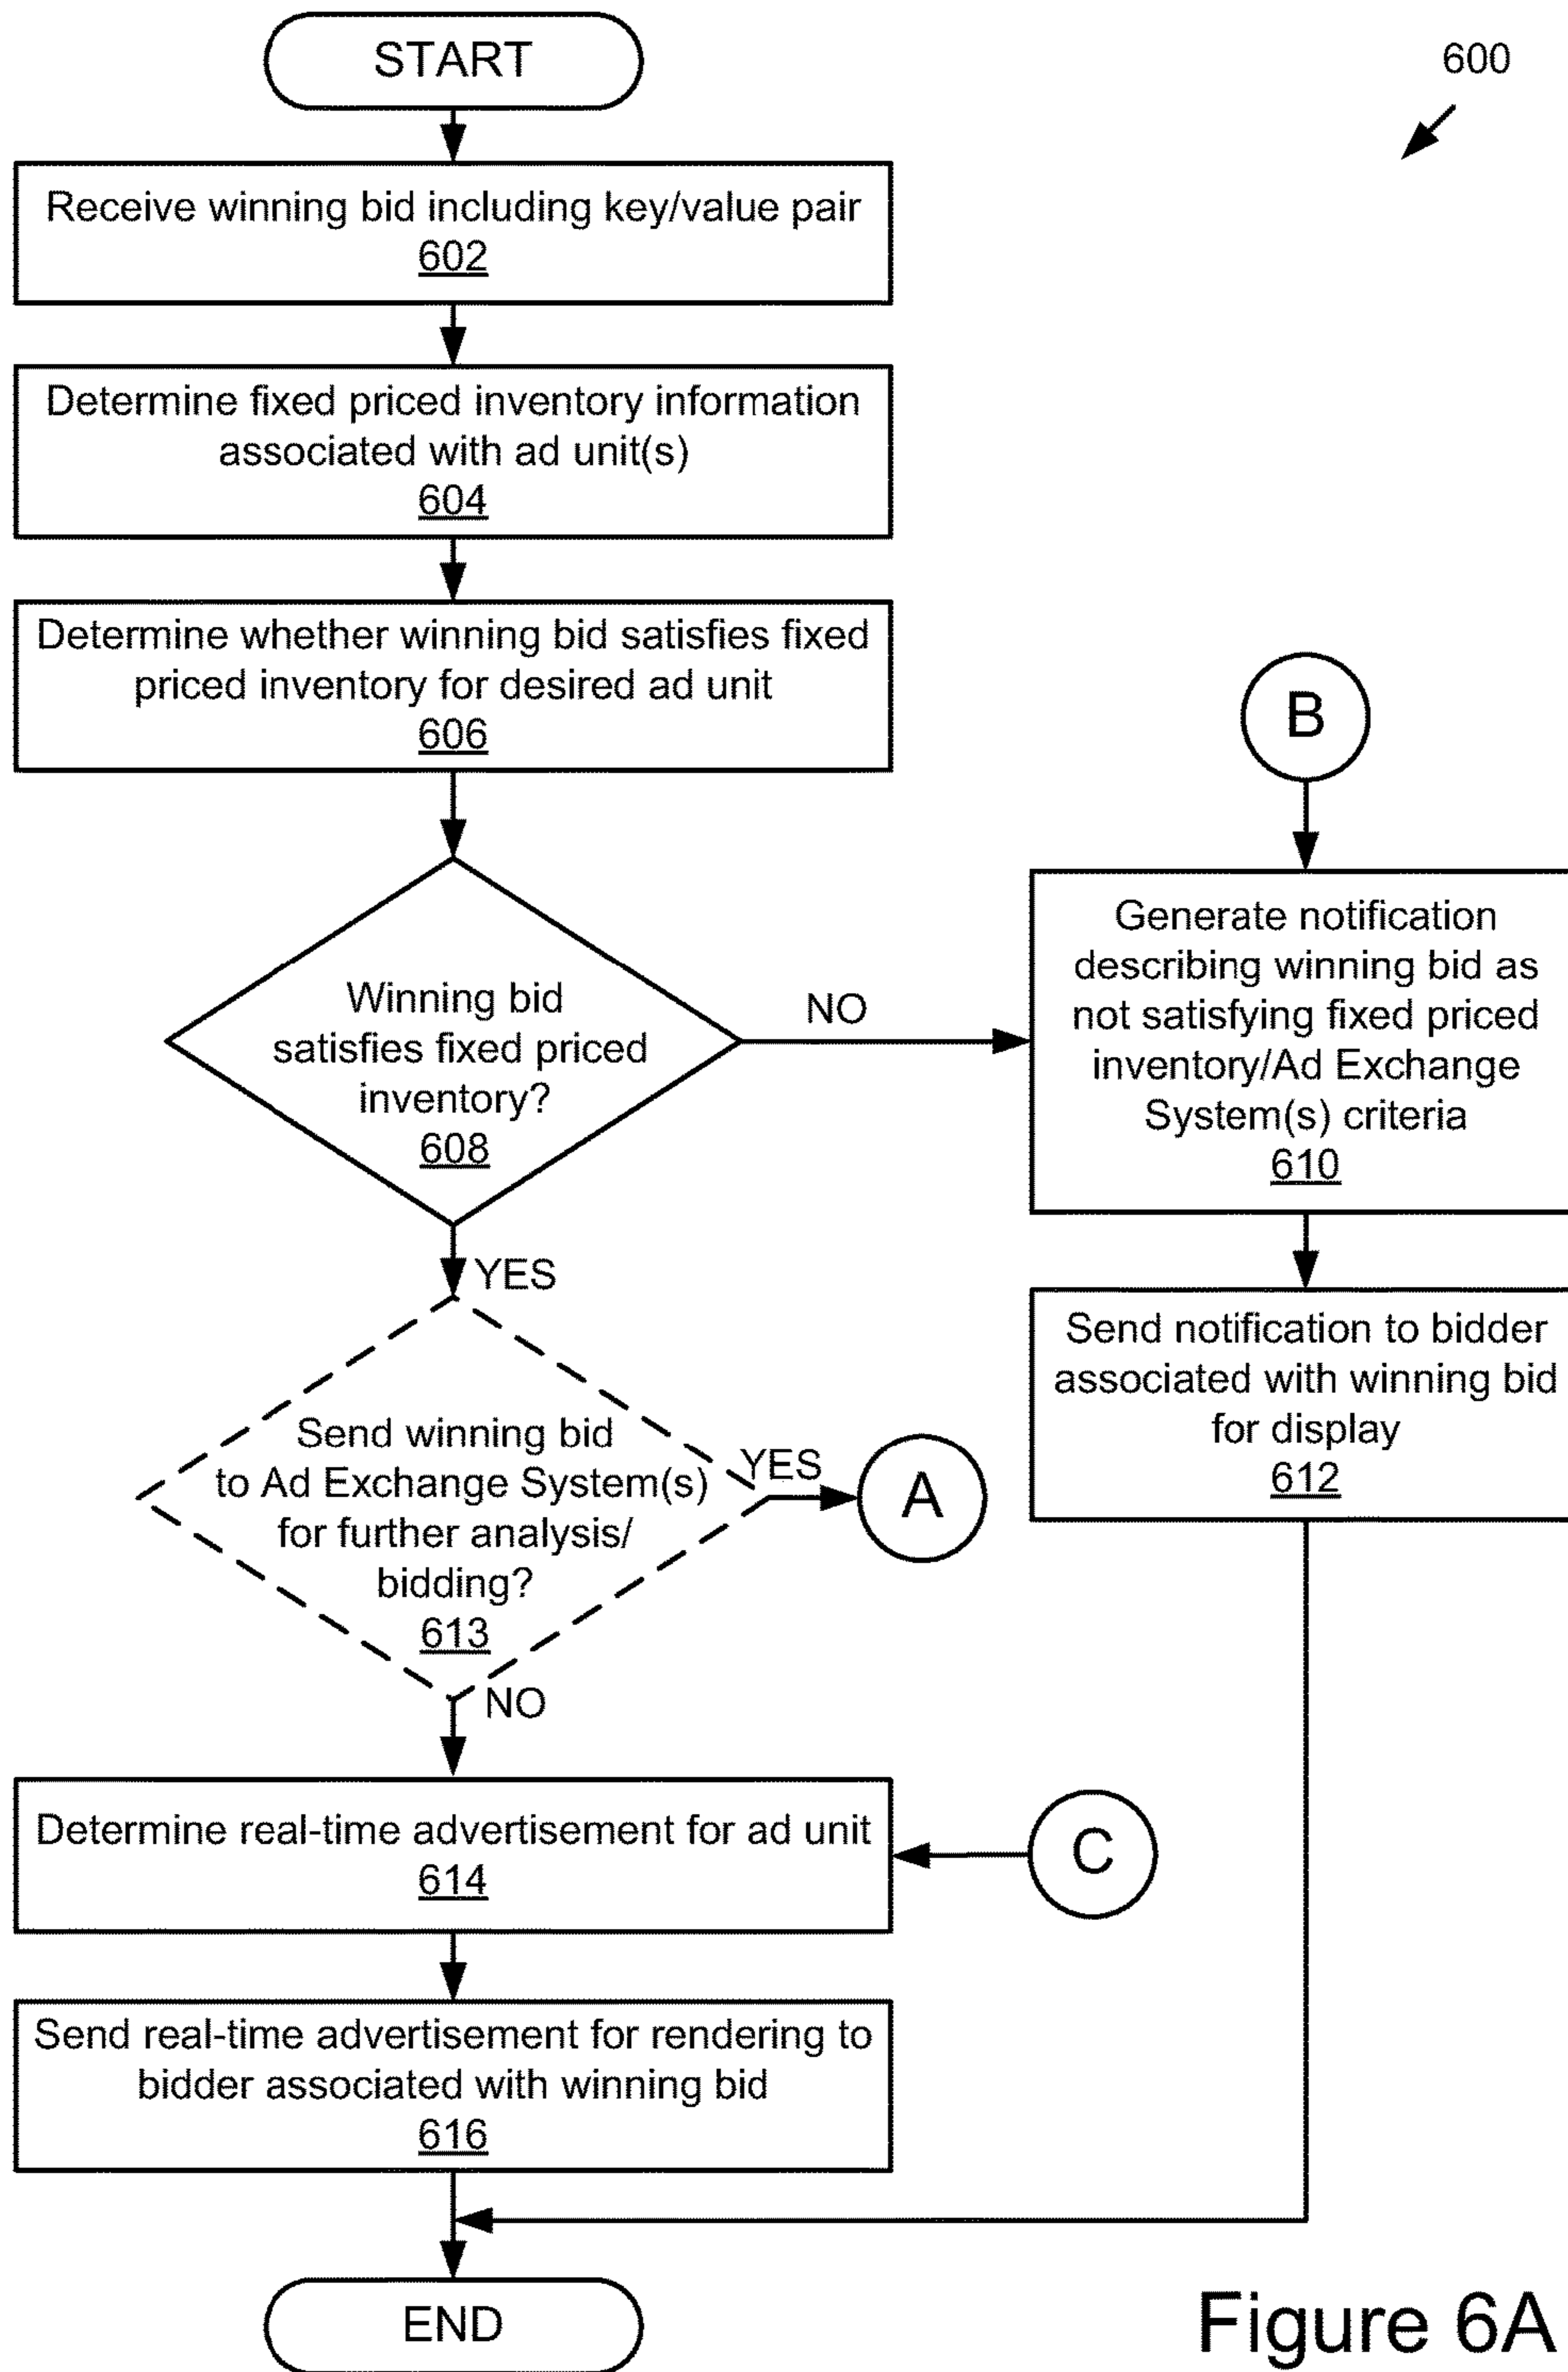 START
600
Receive winning bid including key/value pair
602
Determine fixed priced inventory information
associated with ad unit(s)
604
Determine whether winning bid satisfies fixed
priced inventory for desired ad unit
606
B
Winning bid
satisfies fixed priced
inventory?
608
NO
Generate notification
describing winning bid as
not satisfying fixed priced
inventory/Ad Exchange
System(s) criteria
610
YES
Send notification to bidder
associated with winning bid
for display
612
Send winning bid
to Ad Exchange System(s)
for further analysis/
bidding?
613
YES
A
NO
Determine real-time advertisement for ad unit
614
C
Send real-time advertisement for rendering to
bidder associated with winning bid
616
END
Figure 6A